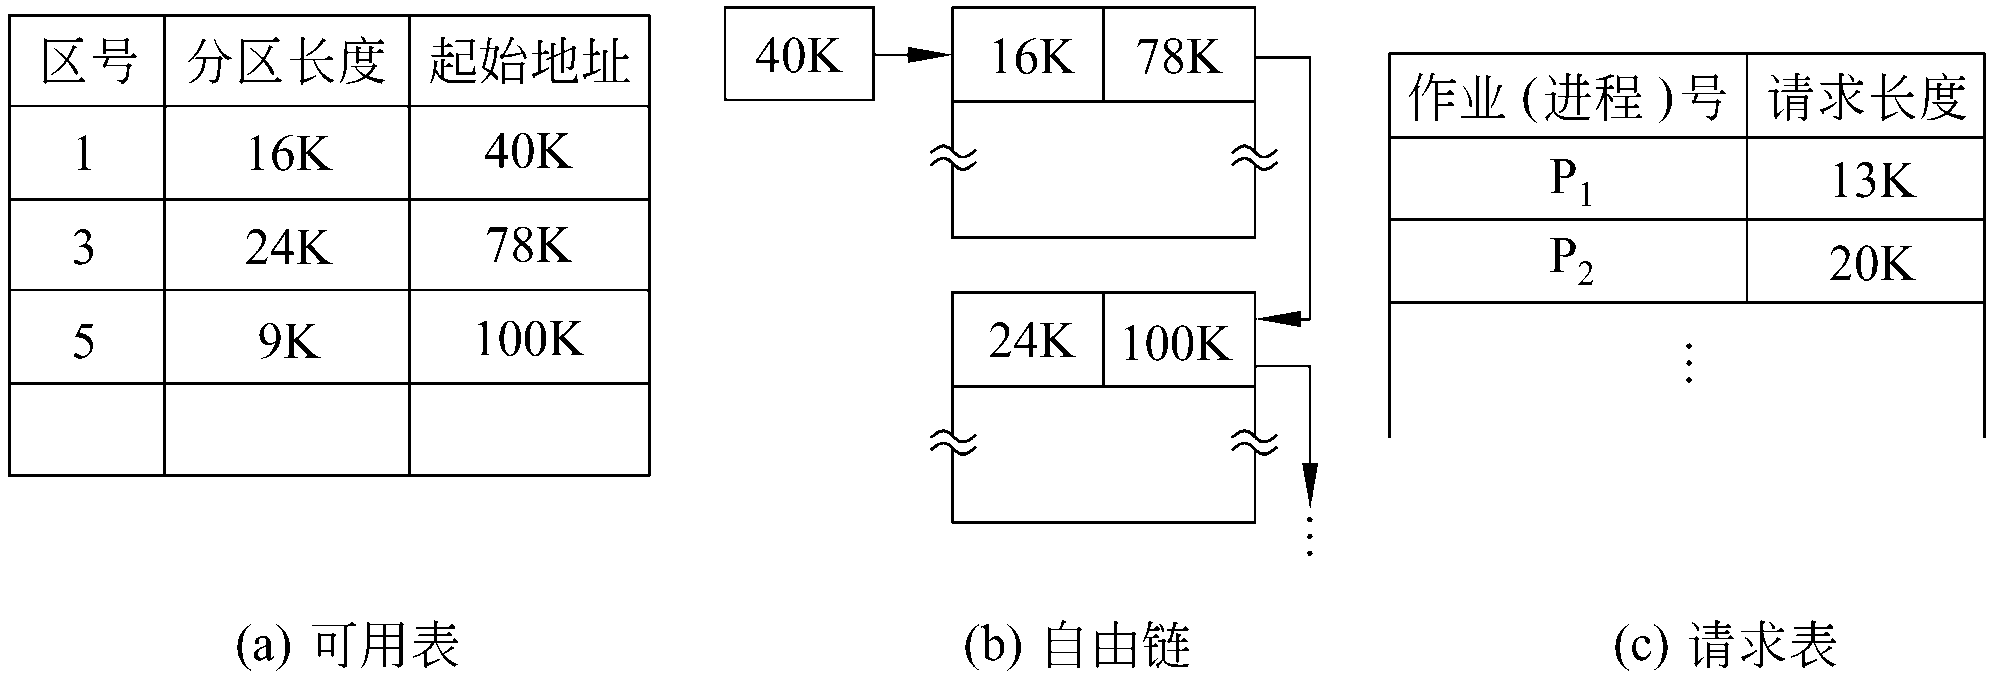 区号 分区长度 起始地址
1 16K 40K
3 24K 78K
5 9K 100K
(a) 可用表
40K
16K 78K
24K 100K
⋮
(b) 自由链
作业(进程)号 请求长度
P₁ 13K
P₂ 20K
⋮
(c) 请求表